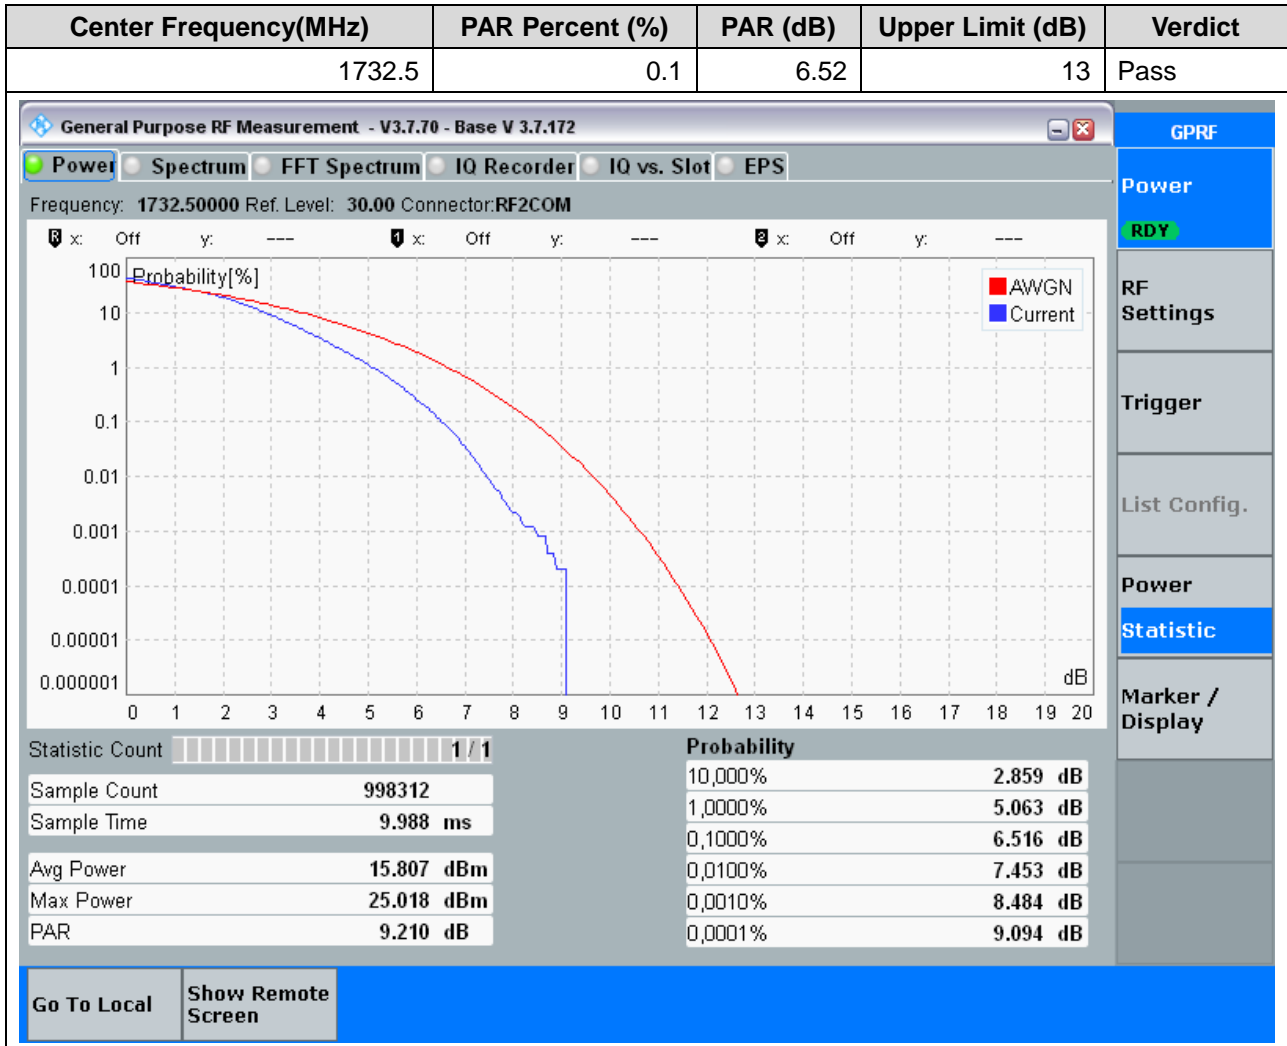 Center Frequency(MHz) PAR Percent (%) PAR (dB) Upper Limit (dB) Verdict
1732.5 0.1 6.52 13 Pass
General Purpose RF Measurement - V3.7.70 - Base V 3.7.172
GPRF
Power Spectrum FFT Spectrum IQ Recorder IQ vs. Slot EPS
Power
RDY
Frequency: 1732.50000 Ref. Level: 30.00 Connector:RF2COM
R x: Off y: --- 1 x: Off y: --- 2 x: Off y: ---
Probability[%]
AWGN
Current
100
10
1
0.1
0.01
0.001
0.0001
0.00001
0.000001
dB
0 1 2 3 4 5 6 7 8 9 10 11 12 13 14 15 16 17 18 19 20
RF
Settings
Trigger
List Config.
Power
Statistic
Marker /
Display
Statistic Count 1 / 1
Sample Count 998312
Sample Time 9.988 ms
Avg Power 15.807 dBm
Max Power 25.018 dBm
PAR 9.210 dB
Probability
10,000% 2.859 dB
1,0000% 5.063 dB
0,1000% 6.516 dB
0,0100% 7.453 dB
0,0010% 8.484 dB
0,0001% 9.094 dB
Go To Local
Show Remote
Screen